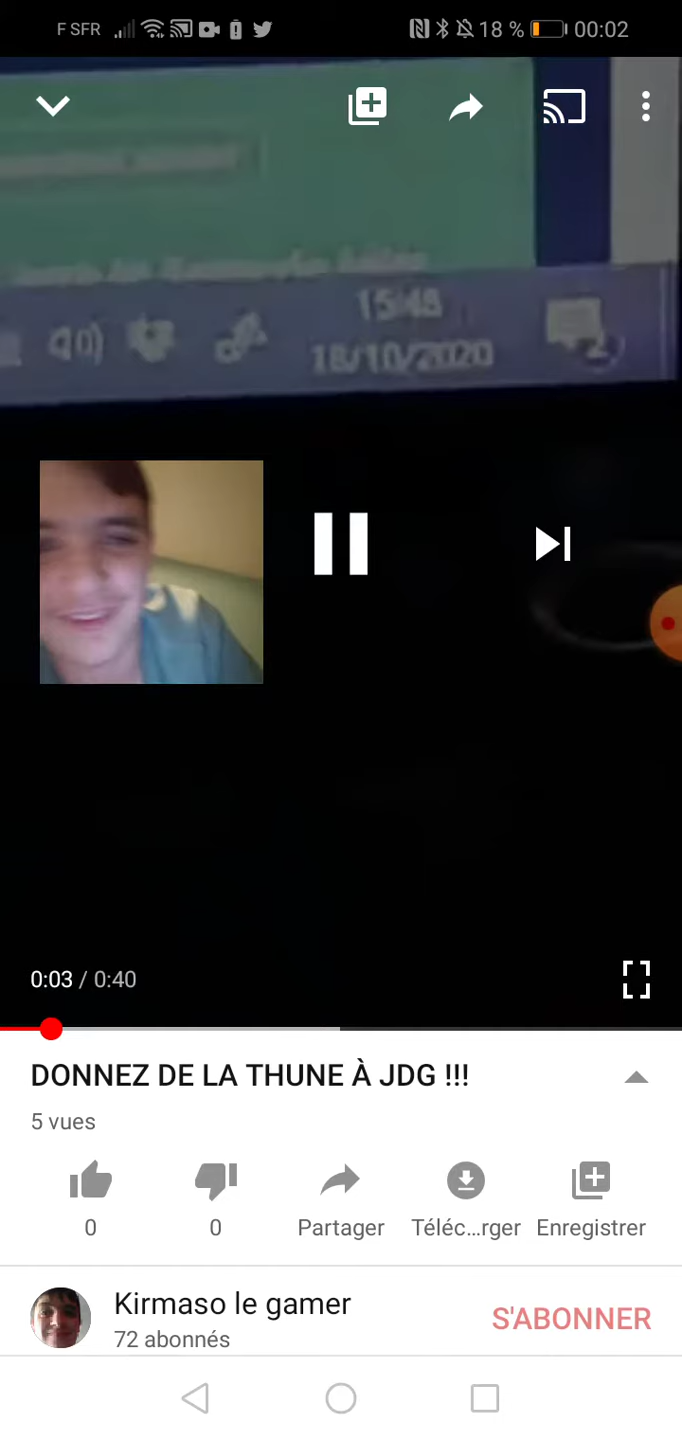 F SFR 18 % 00:02
15:48
18/10/2020
0:03 / 0:40
DONNEZ DE LA THUNE À JDG !!!
5 vues
0 0 Partager Téléc...rger Enregistrer
Kirmaso le gamer
S'ABONNER
72 abonnés